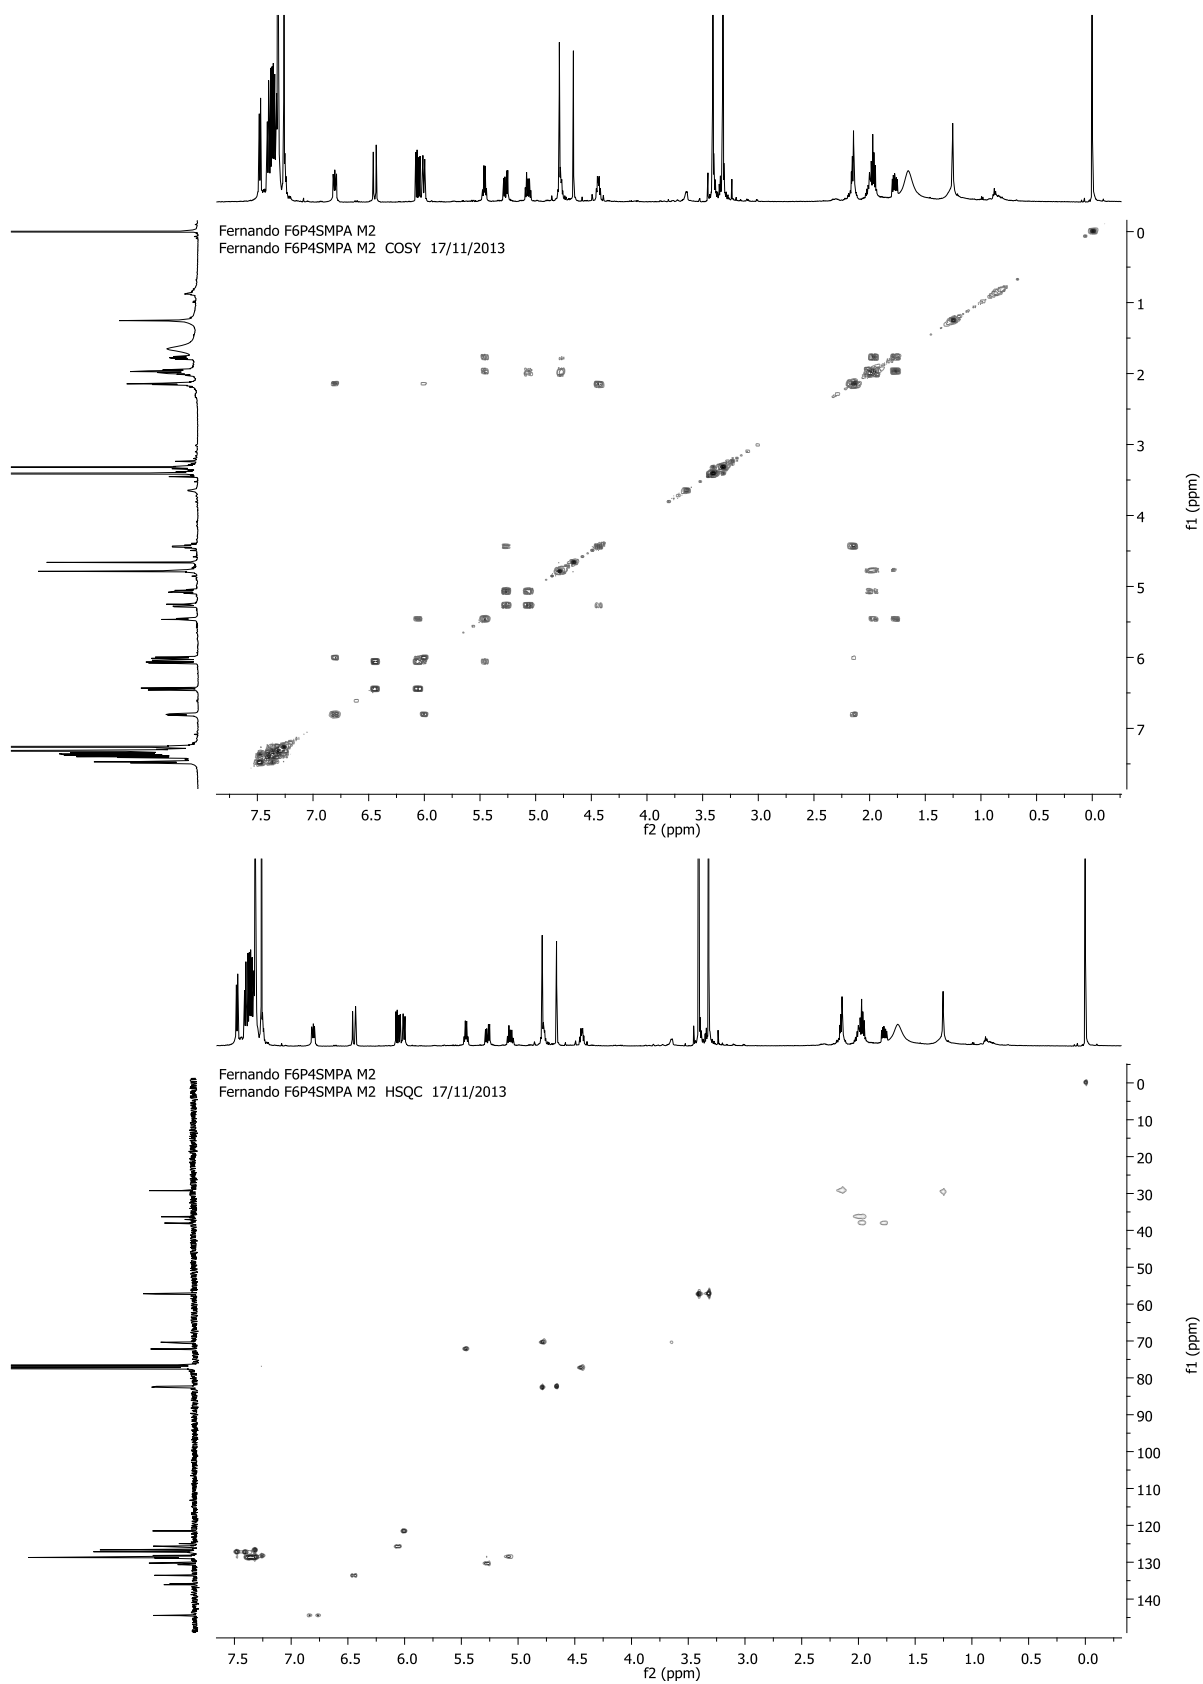 Fernando F6P4SMPA M2
Fernando F6P4SMPA M2 COSY 17/11/2013
0
1
2
3
4
5
6
7
f1 (ppm)
7.5 7.0 6.5 6.0 5.5 5.0 4.5 4.0 3.5 3.0 2.5 2.0 1.5 1.0 0.5 0.0
f2 (ppm)
Fernando F6P4SMPA M2
Fernando F6P4SMPA M2 HSQC 17/11/2013
0
10
20
30
40
50
60
70
80
90
100
110
120
130
140
f1 (ppm)
7.5 7.0 6.5 6.0 5.5 5.0 4.5 4.0 3.5 3.0 2.5 2.0 1.5 1.0 0.5 0.0
f2 (ppm)